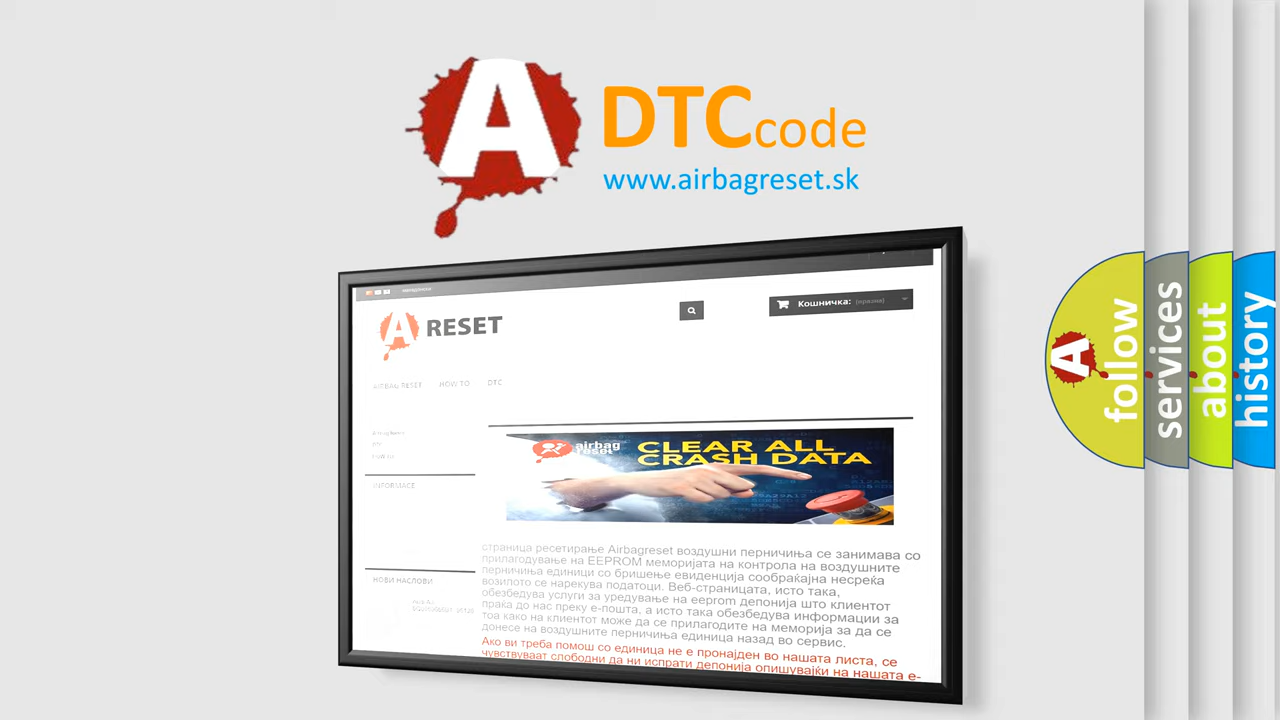 A
DTCcode
www.airbagreset.sk
A RESET
Кошничка: (празни)
AIRBAG RESET HOW TO DTC
INFORMACE
airbag reset
CLEAR ALL
CRASH DATA
страница ресетирање Airbagreset воздушни перничиња се занимава со
прилагодување на EEPROM меморијата на контрола на воздушните
перничиња единици со бришење евиденција сообраќајна несреќа
возилото се нарекува податоци. Веб-страницата, исто така,
обезбедува услуги за уредување на eeprom депонија што клиентот
праќа до нас преку е-пошта, а исто така обезбедува информации за
тоа како на клиентот може да се прилагодите на меморија за да се
донесе на воздушните перничиња единица назад во сервис.
Ако ви треба помош со единица не е пронајден во нашата листа, се
чувствуваат слободни да ни испрати депонија опишувајќи на нашата е-
НОВИ НАСЛОВИ
A
follow
services
about
history